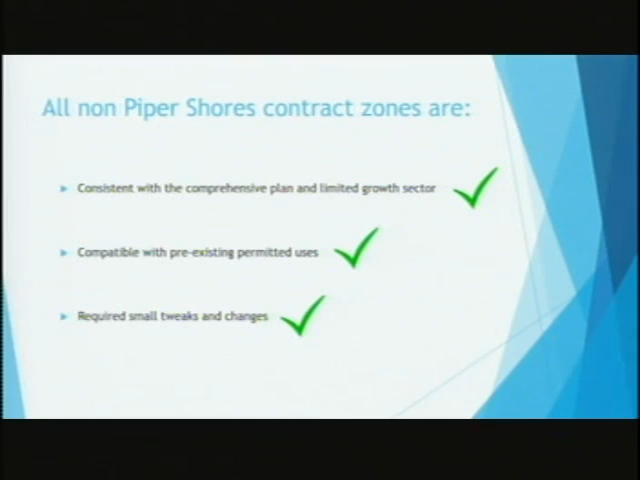 All non Piper Shores contract zones are:
Consistent with the comprehensive plan and limited growth sector
Compatible with pre-existing permitted uses
Required small tweaks and changes